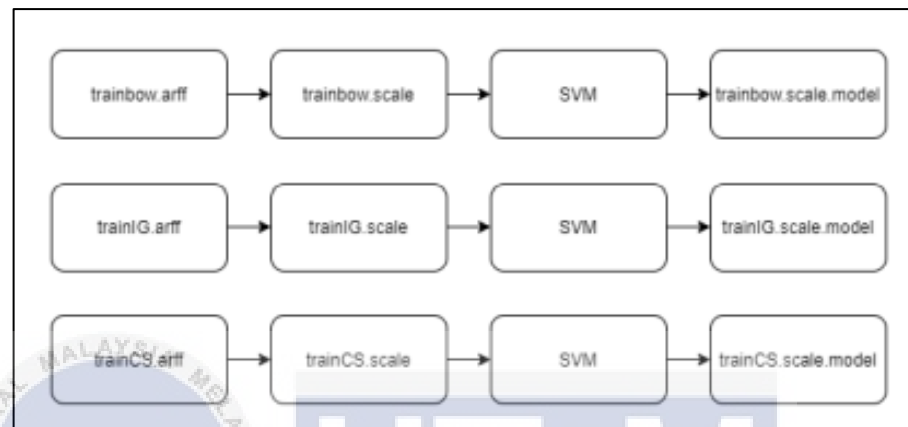 trainbow.arff
trainbow.scale
SVM
trainbow.scale.model
trainIG.arff
trainIG.scale
SVM
trainIG.scale.model
trainCS.arff
trainCS.scale
SVM
trainCS.scale.model
MALAYSIA